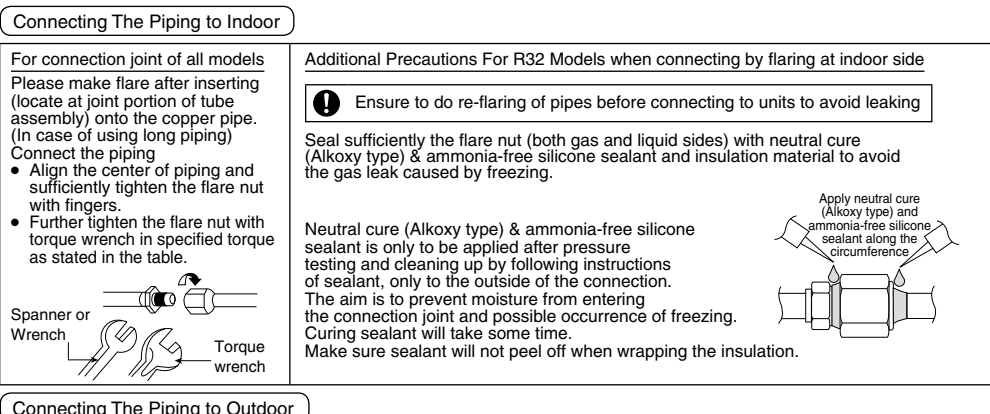 Connecting The Piping to Indoor
For connection joint of all models
Please make flare after inserting
(locate at joint portion of tube
assembly) onto the copper pipe.
(In case of using long piping)
Connect the piping
● Align the center of piping and
sufficiently tighten the flare nut
with fingers.
● Further tighten the flare nut with
torque wrench in specified torque
as stated in the table.
Spanner or
Wrench
Torque
wrench
Additional Precautions For R32 Models when connecting by flaring at indoor side
Ensure to do re-flaring of pipes before connecting to units to avoid leaking
Seal sufficiently the flare nut (both gas and liquid sides) with neutral cure
(Alkoxy type) & ammonia-free silicone sealant and insulation material to avoid
the gas leak caused by freezing.
Neutral cure (Alkoxy type) & ammonia-free silicone
sealant is only to be applied after pressure
testing and cleaning up by following instructions
of sealant, only to the outside of the connection.
The aim is to prevent moisture from entering
the connection joint and possible occurrence of freezing.
Curing sealant will take some time.
Make sure sealant will not peel off when wrapping the insulation.
Apply neutral cure
(Alkoxy type) and
ammonia-free silicone
sealant along the
circumference
Connecting The Piping to Outdoor